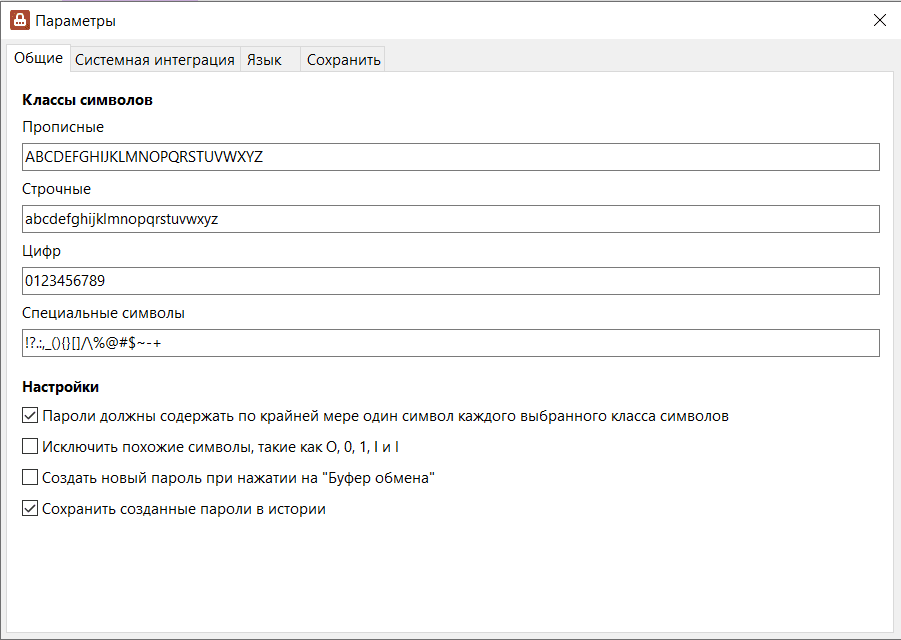 Параметры
Общие Системная интеграция Язык Сохранить
Классы символов
Прописные
ABCDEFGHIJKLMNOPQRSTUVWXYZ
Строчные
abcdefghijklmnopqrstuvwxyz
Цифр
0123456789
Специальные символы
!?.:,_(){}[]/\%@#$~-+
Настройки
Пароли должны содержать по крайней мере один символ каждого выбранного класса символов
Исключить похожие символы, такие как O, 0, 1, l и I
Создать новый пароль при нажатии на "Буфер обмена"
Сохранить созданные пароли в истории